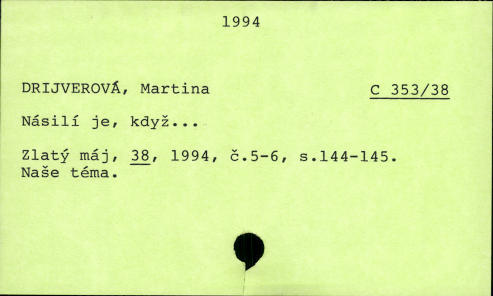 1994
DRIJVEROVÁ, Martina C 353/38
Násilí je, když...
Zlatý máj, 38, 1994, č.5-6, s.144-145.
Naše téma.